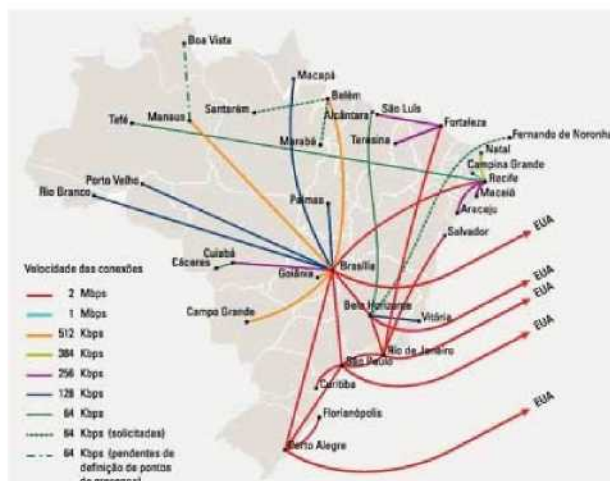 Boa Vista
Macapá
Belém
Santarém
Alcântara
São Luís
Fortaleza
Tefé
Manaus
Marabá
Teresina
Fernando de Noronha
Natal
Campina Grande
Recife
Maceió
Aracaju
Porto Velho
Rio Branco
Palmas
Salvador
EUA
Cuiabá
Cáceres
Goiânia
Brasília
Velocidade das conexões
2 Mbps
1 Mbps
512 Kbps
384 Kbps
256 Kbps
128 Kbps
64 Kbps
64 Kbps (solicitadas)
64 Kbps (pendentes de
definição de pontos
de presença)
Campo Grande
Belo Horizonte
Vitória
EUA
EUA
Rio de Janeiro
São Paulo
EUA
Curitiba
Florianópolis
Porto Alegre
EUA